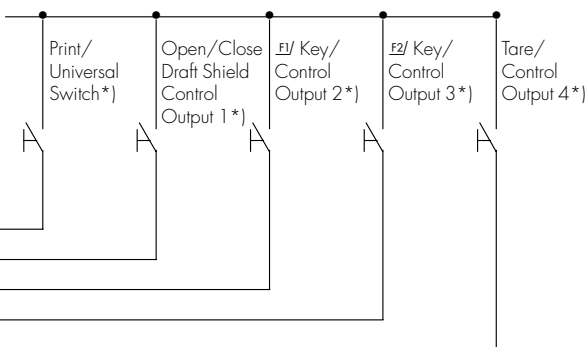 Print/
Universal
Switch*)
Open/Close
Draft Shield
Control
Output 1*)
F1/ Key/
Control
Output 2*)
F2/ Key/
Control
Output 3*)
Tare/
Control
Output 4*)